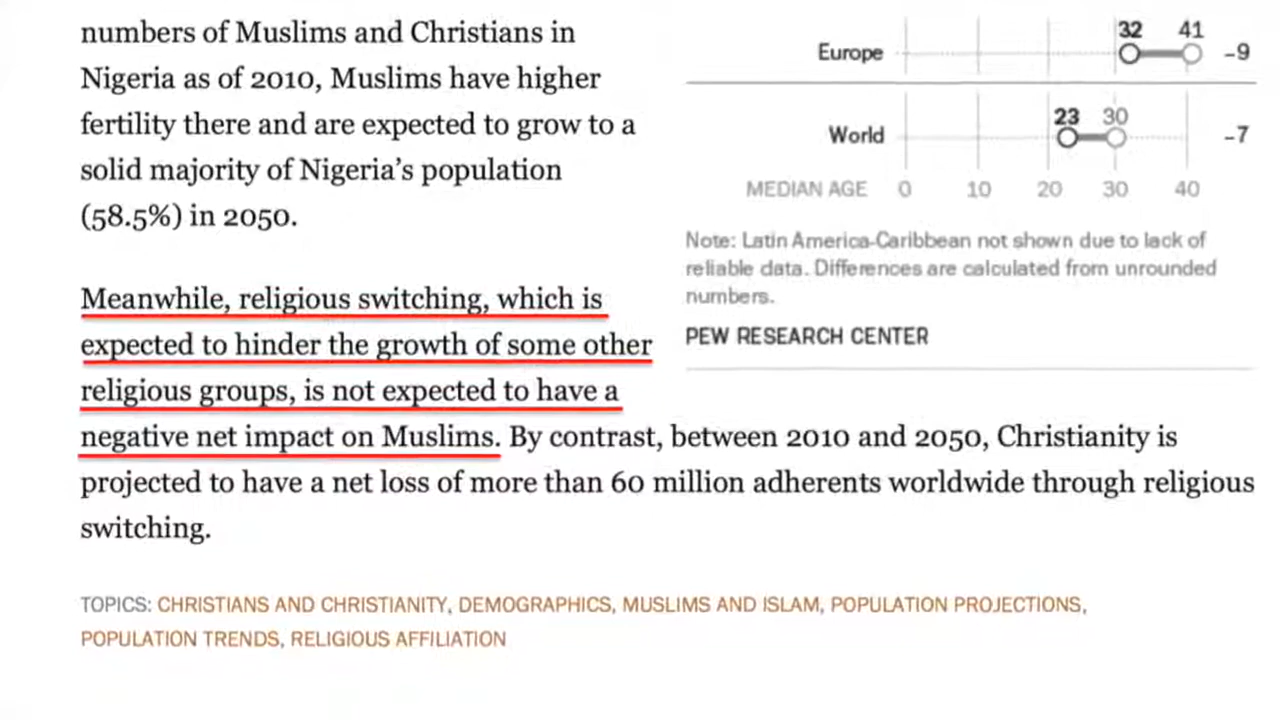 numbers of Muslims and Christians in
Nigeria as of 2010, Muslims have higher
fertility there and are expected to grow to a
solid majority of Nigeria's population
(58.5%) in 2050.
Meanwhile, religious switching, which is
expected to hinder the growth of some other
religious groups, is not expected to have a
negative net impact on Muslims. By contrast, between 2010 and 2050, Christianity is
projected to have a net loss of more than 60 million adherents worldwide through religious
switching.
32 41
Europe -9
23 30
World -7
MEDIAN AGE 0 10 20 30 40
Note: Latin America-Caribbean not shown due to lack of
reliable data. Differences are calculated from unrounded
numbers.
PEW RESEARCH CENTER
TOPICS: CHRISTIANS AND CHRISTIANITY, DEMOGRAPHICS, MUSLIMS AND ISLAM, POPULATION PROJECTIONS,
POPULATION TRENDS, RELIGIOUS AFFILIATION